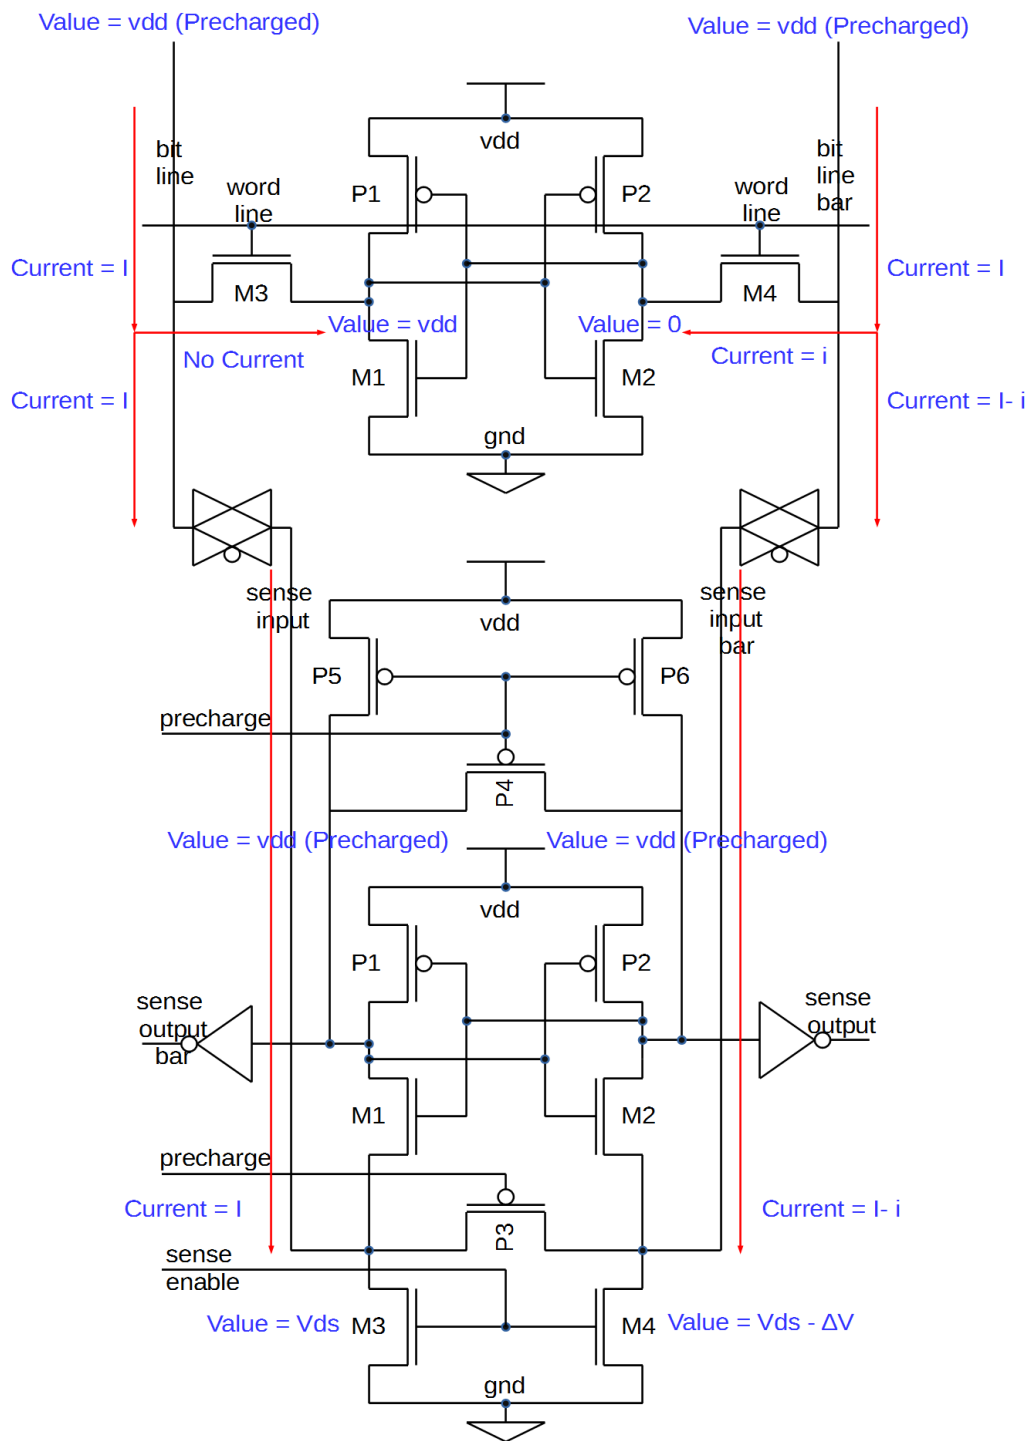 Value = vdd (Precharged)
Value = vdd (Precharged)
vdd
bit
line
bit
line
bar
word
line
word
line
P1
P2
Current = I
Current = I
M3
M4
Value = vdd
Value = 0
No Current
Current = i
M1
M2
Current = I
Current = I- i
gnd
sense
input
sense
input
bar
vdd
P5
P6
precharge
P4
Value = vdd (Precharged)
Value = vdd (Precharged)
vdd
P1
P2
sense
output
bar
sense
output
M1
M2
precharge
Current = I
Current = I- i
P3
sense
enable
Value = Vds
M3
M4
Value = Vds - ΔV
gnd